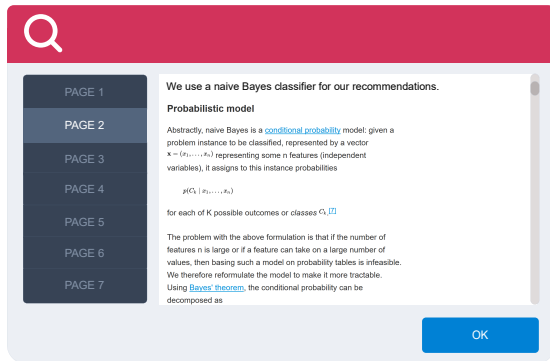 PAGE 1
PAGE 2
PAGE 3
PAGE 4
PAGE 5
PAGE 6
PAGE 7
We use a naive Bayes classifier for our recommendations.
Probabilistic model
Abstractly, naive Bayes is a conditional probability model: given a
problem instance to be classified, represented by a vector
x = (x₁, . . . , xₙ) representing some n features (independent
variables), it assigns to this instance probabilities
p(Cₖ | x₁, . . . , xₙ)
for each of K possible outcomes or classes Cₖ.[7]
The problem with the above formulation is that if the number of
features n is large or if a feature can take on a large number of
values, then basing such a model on probability tables is infeasible.
We therefore reformulate the model to make it more tractable.
Using Bayes' theorem, the conditional probability can be
decomposed as
OK